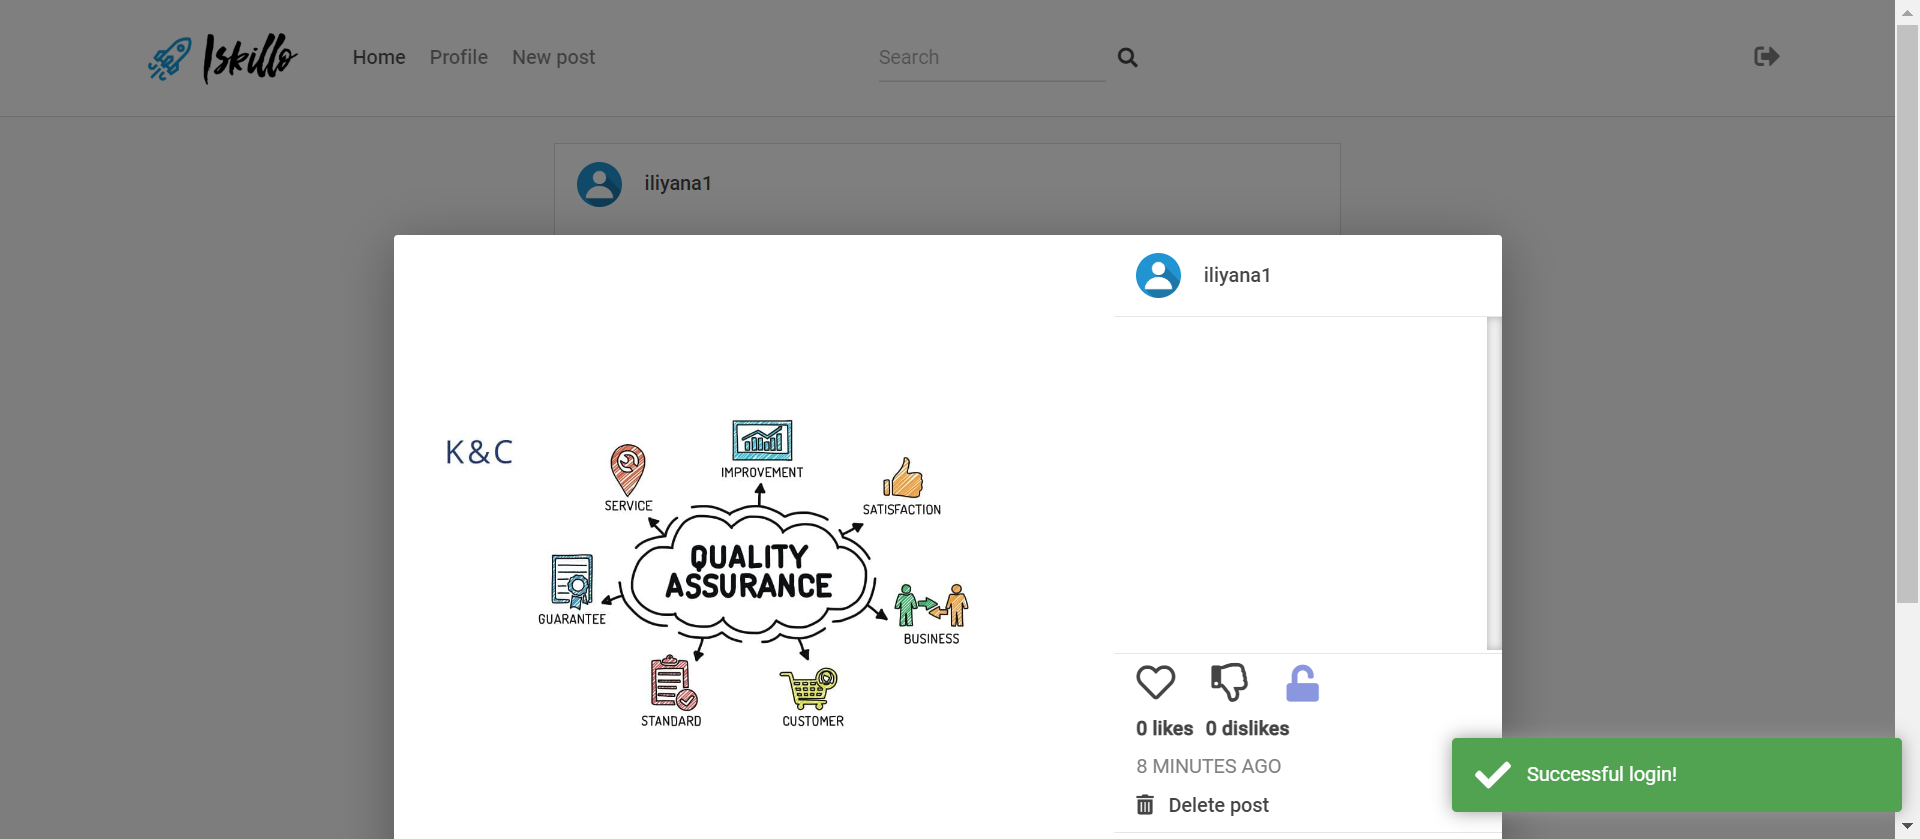 Iskillo
Home Profile New post
Search
iliyana1
iliyana1
K&C
IMPROVEMENT
SERVICE
SATISFACTION
QUALITY
ASSURANCE
GUARANTEE
BUSINESS
STANDARD
CUSTOMER
0 likes 0 dislikes
8 MINUTES AGO
Delete post
Successful login!